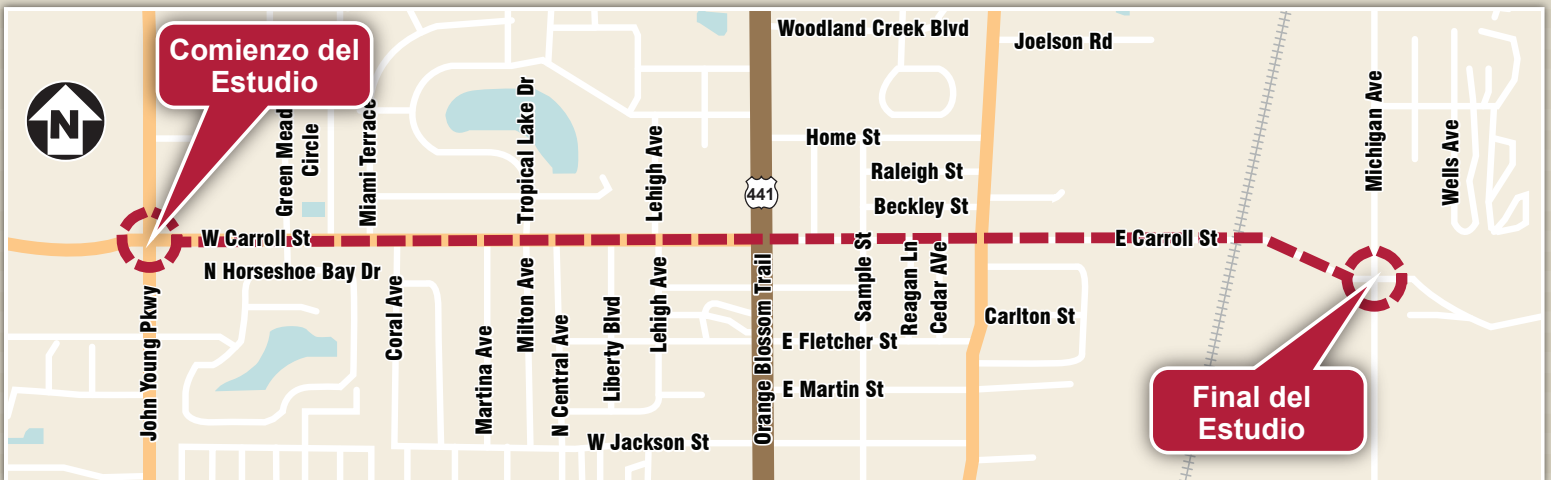 Woodland Creek Blvd
Joelson Rd
Comienzo del
Estudio
N
Green Mead
Circle
Miami Terrace
Tropical Lake Dr
Lehigh Ave
Home St
Raleigh St
Beckley St
441
Michigan Ave
Wells Ave
W Carroll St
E Carroll St
N Horseshoe Bay Dr
John Young Pkwy
Coral Ave
Martina Ave
Milton Ave
N Central Ave
Liberty Blvd
Lehigh Ave
Orange Blossom Trail
Sample St
Reagan Ln
Cedar AVe
Carlton St
E Fletcher St
E Martin St
W Jackson St
Final del
Estudio